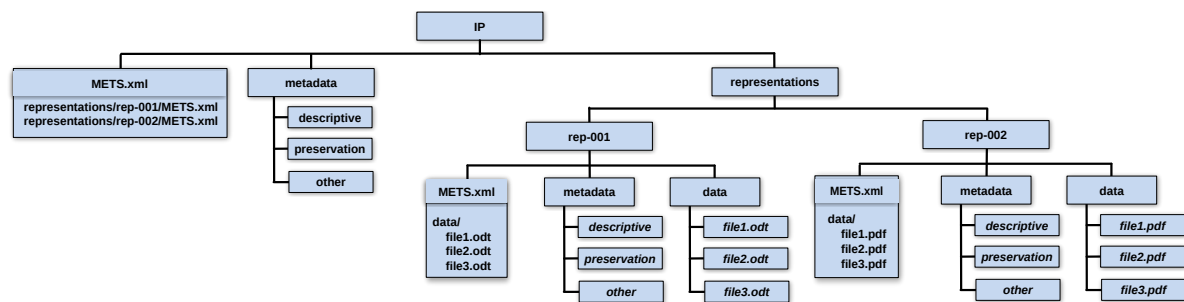 IP
METS.xml
representations/rep-001/METS.xml
representations/rep-002/METS.xml
metadata
descriptive
preservation
other
representations
rep-001
METS.xml
data/
file1.odt
file2.odt
file3.odt
metadata
descriptive
preservation
other
data
file1.odt
file2.odt
file3.odt
rep-002
METS.xml
data/
file1.pdf
file2.pdf
file3.pdf
metadata
descriptive
preservation
other
data
file1.pdf
file2.pdf
file3.pdf